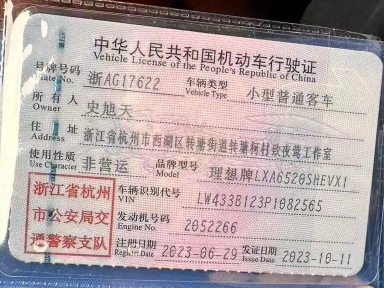 中华人民共和国机动车行驶证
Vehicle License of the People's Republic of China
号牌号码 浙AG17622 车辆类型 小型普通客车
Plate No. Vehicle Type
所有人 史旭天
Owner
住址 浙江省杭州市西湖区转塘街道转塘柯村致夜莺工作室
Address
使用性质 非营运 品牌型号 理想牌LXA6520SHEVX1
Use Character Model
浙江省杭州
市公安局交
通警察支队
车辆识别代号 LW433B123P1082565
VIN
发动机号码 2052266
Engine No.
注册日期 2023-06-29 发证日期 2023-10-11
Register Date Issue Date